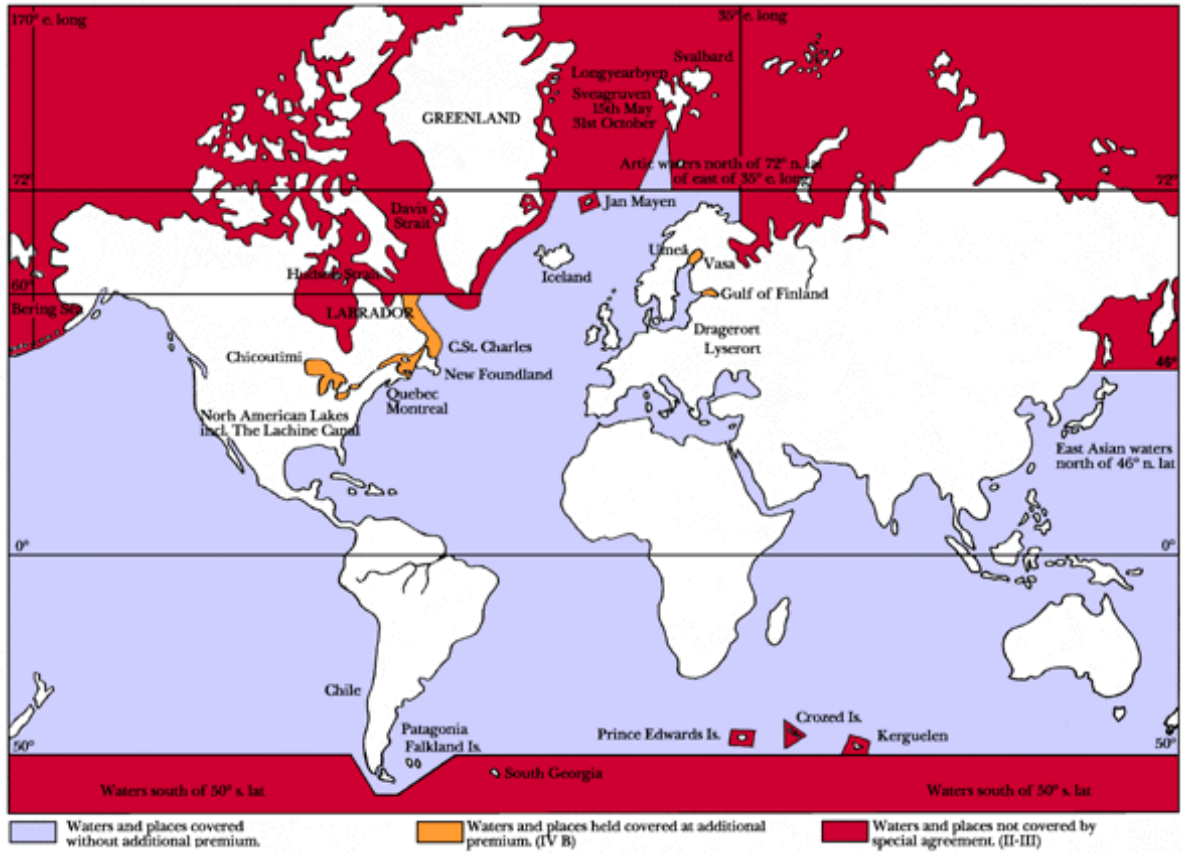 170° e. long
35° e. long
Svalbard
Longyearbyen
Sveagruven
15th May
31st October
GREENLAND
Artic waters north of 72° n. lat
of east of 35° e. long
72°
72°
Davis
Strait
Jan Mayen
Umeå
Vasa
Iceland
Hudson Strait
60°
Gulf of Finland
Bering Sea
LABRADOR
Dragerort
Lyserort
C.St. Charles
Chicoutimi
46°
New Foundland
Quebec
Montreal
Norh American Lakes
incl. The Lachine Canal
East Asian waters
north of 46° n. lat
0°
0°
Chile
Patagonia
Falkland Is.
Prince Edwards Is.
Crozed Is.
Kerguelen
50°
50°
South Georgia
Waters south of 50° s. lat
Waters south of 50° s. lat
Waters and places covered
without additional premium.
Waters and places held covered at additional
premium. (IV B)
Waters and places not covered by
special agreement. (II-III)